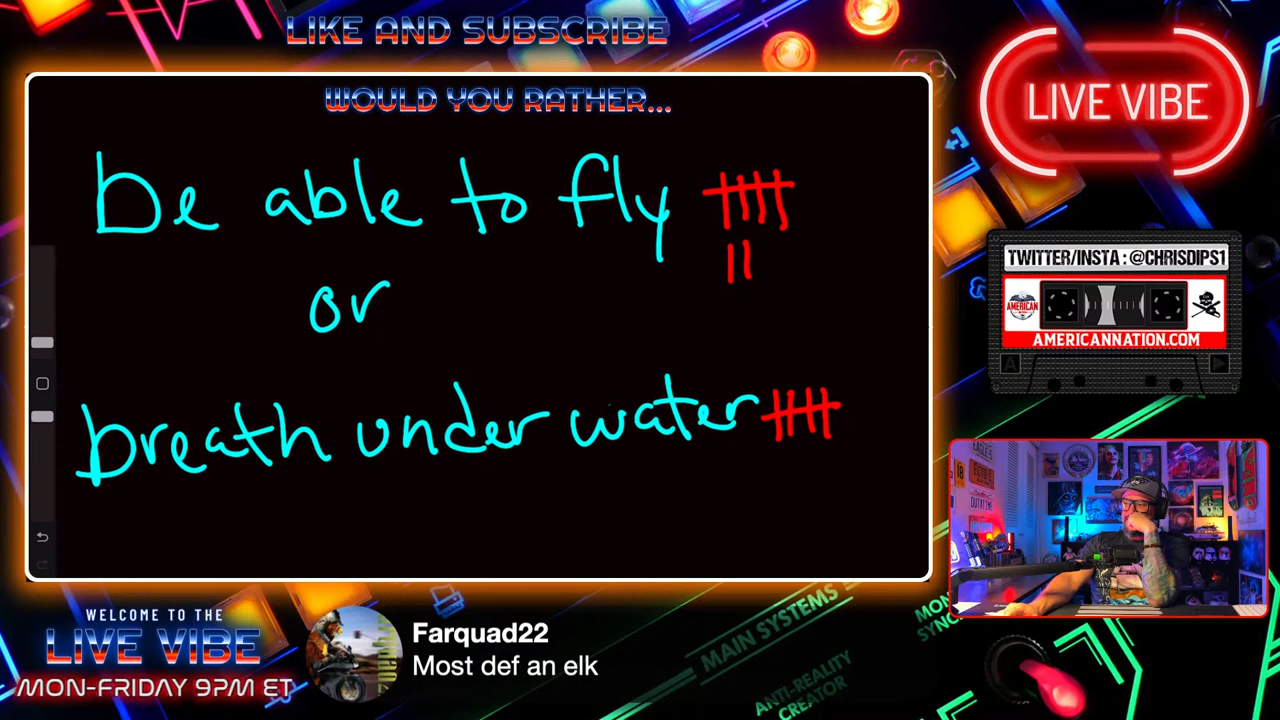 LIKE AND SUBSCRIBE
WOULD YOU RATHER...
be able to fly
or
breath under water
LIVE VIBE
TWITTER/INSTA : @CHRISDIPS1
AMERICAN
AMERICANNATION.COM
A
WELCOME TO THE
LIVE VIBE
MON-FRIDAY 9PM ET
Farquad22
Most def an elk
MAIN SYSTEMS
ANTI-REALITY
CREATOR